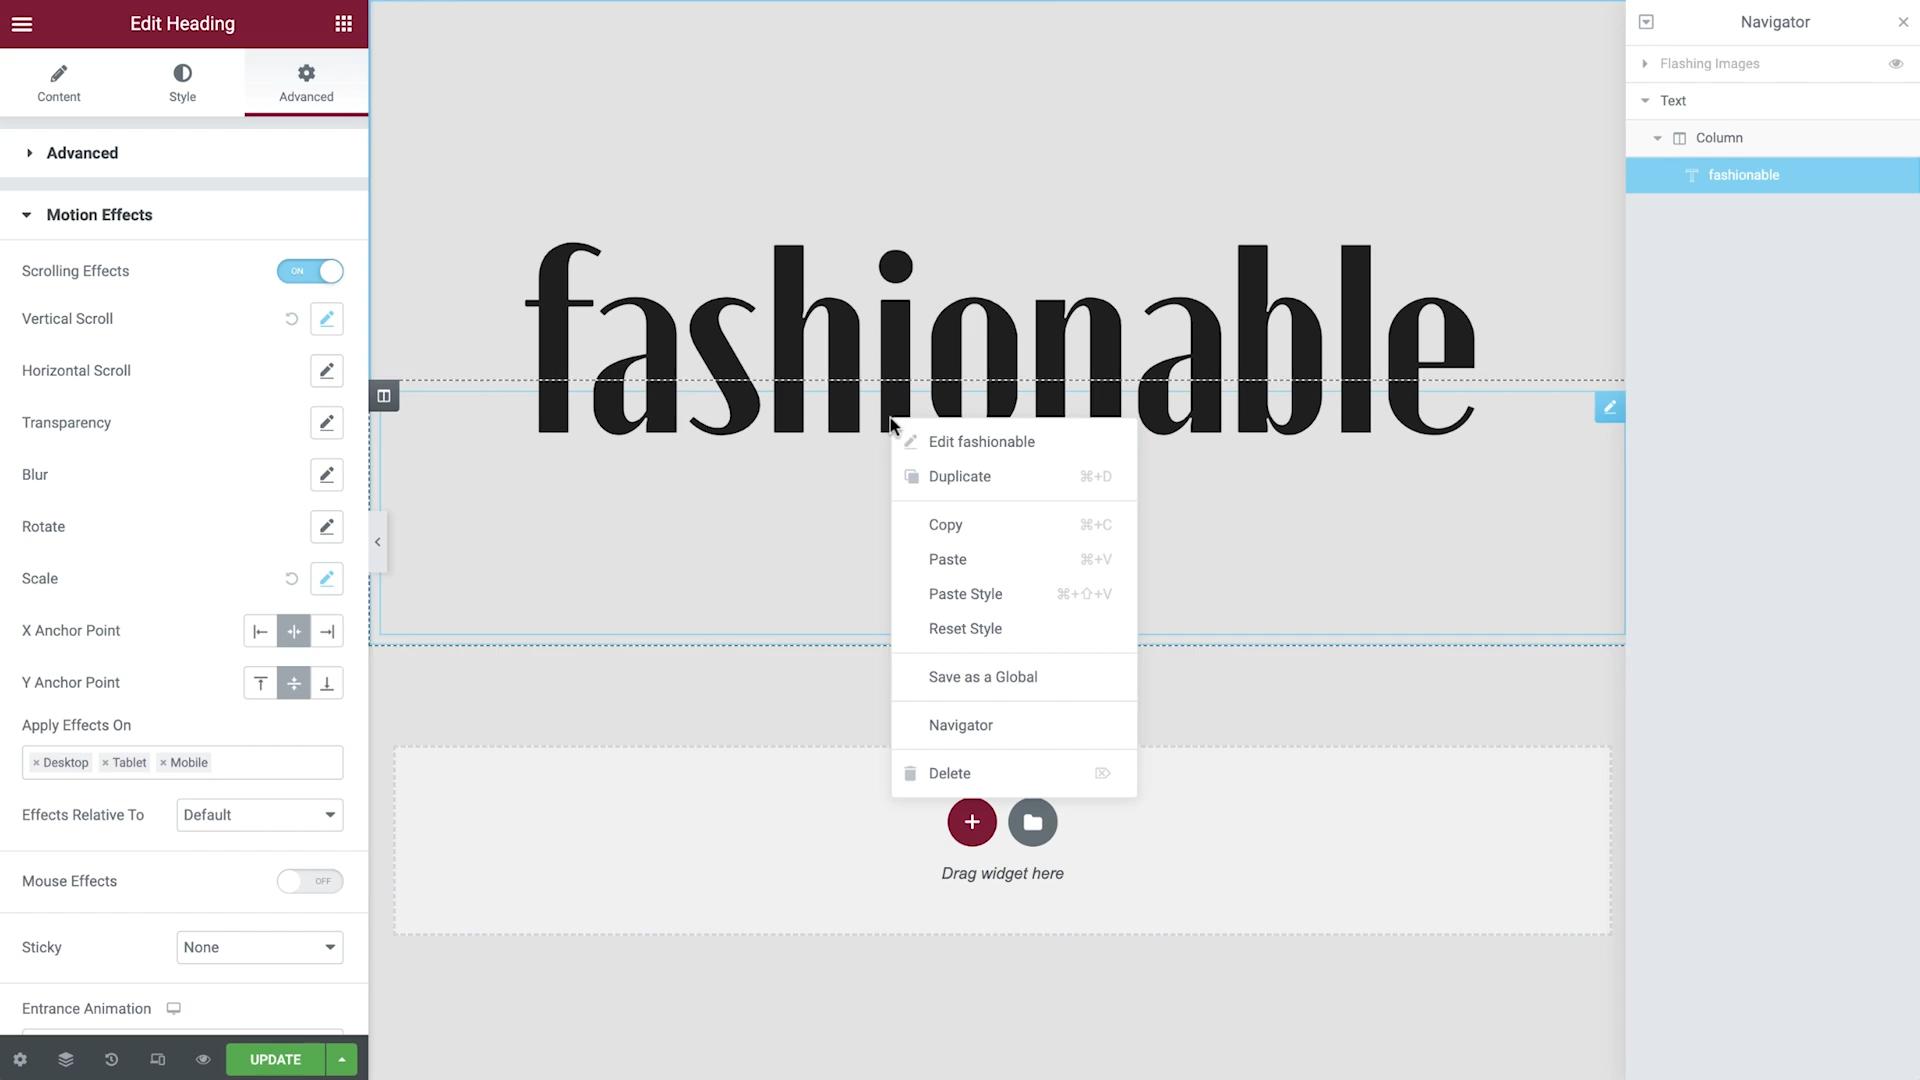 Edit Heading
Content
Style
Advanced
Advanced
Motion Effects
Scrolling Effects
ON
Vertical Scroll
Horizontal Scroll
Transparency
Blur
Rotate
Scale
X Anchor Point
Y Anchor Point
Apply Effects On
× Desktop × Tablet × Mobile
Effects Relative To
Default
Mouse Effects
OFF
Sticky
None
Entrance Animation
UPDATE
fashionable
Edit fashionable
Duplicate ⌘+D
Copy ⌘+C
Paste ⌘+V
Paste Style ⌘+⇧+V
Reset Style
Save as a Global
Navigator
Delete ⌦
Drag widget here
Navigator
Flashing Images
Text
Column
fashionable